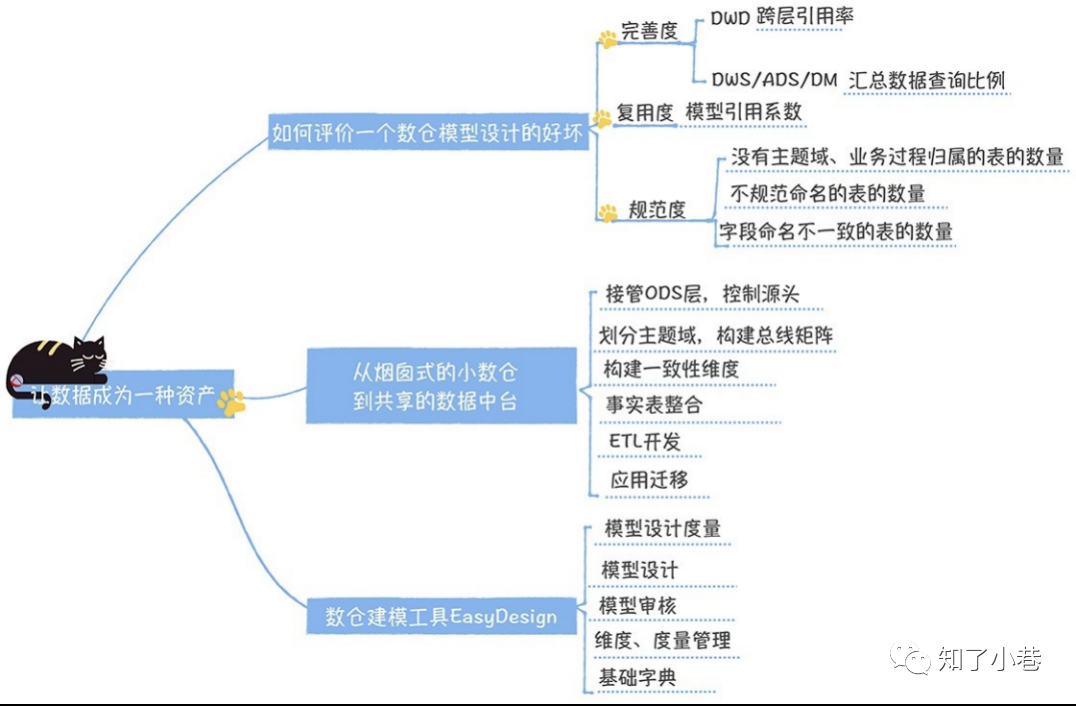 让数据成为一种资产
如何评价一个数仓模型设计的好坏
完善度
DWD 跨层引用率
DWS/ADS/DM 汇总数据查询比例
复用度 模型引用系数
规范度
没有主题域、业务过程归属的表的数量
不规范命名的表的数量
字段命名不一致的表的数量
从烟囱式的小数仓
到共享的数据中台
接管ODS层，控制源头
划分主题域，构建总线矩阵
构建一致性维度
事实表整合
ETL开发
应用迁移
数仓建模工具EasyDesign
模型设计度量
模型设计
模型审核
维度、度量管理
基础字典
知了小巷